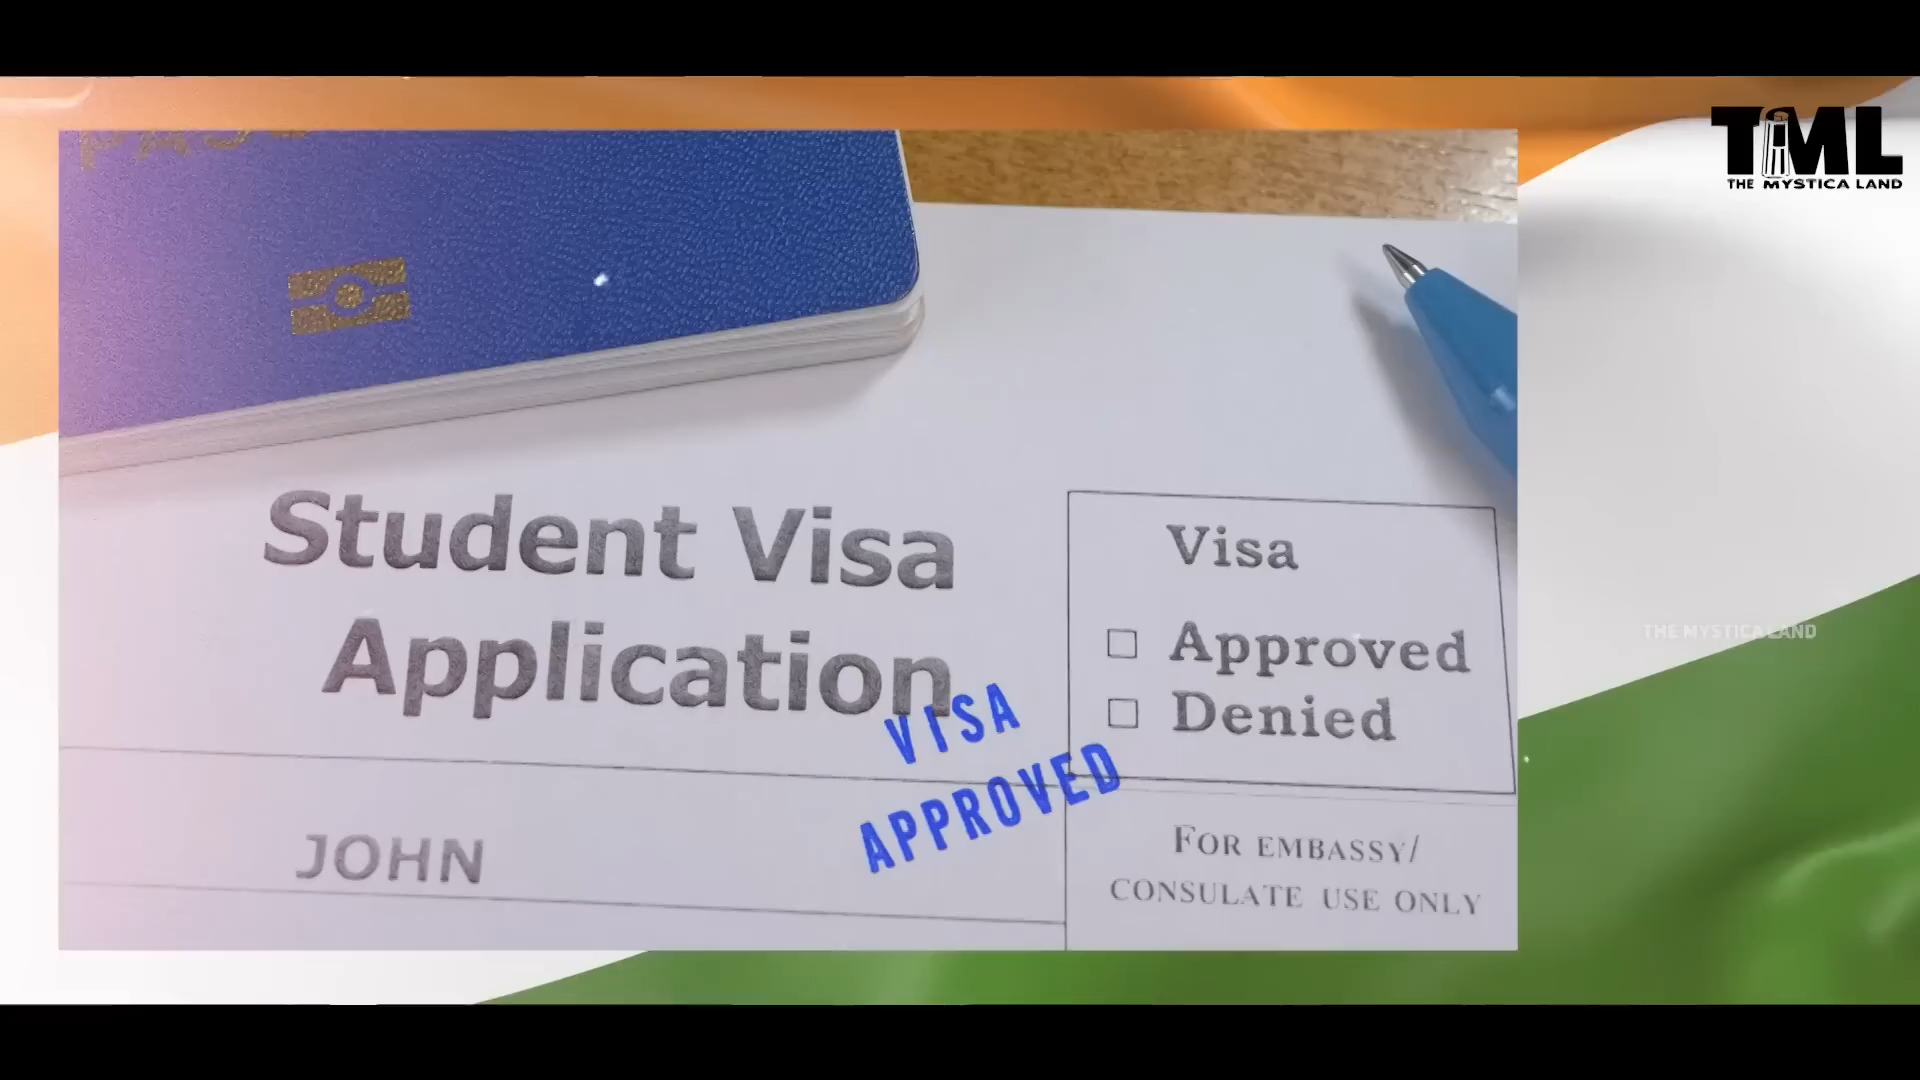 TML
THE MYSTICA LAND
Student Visa
Application
VISA
APPROVED
JOHN
Visa
☐ Approved
☐ Denied
FOR EMBASSY/
CONSULATE USE ONLY
THE MYSTICA LAND